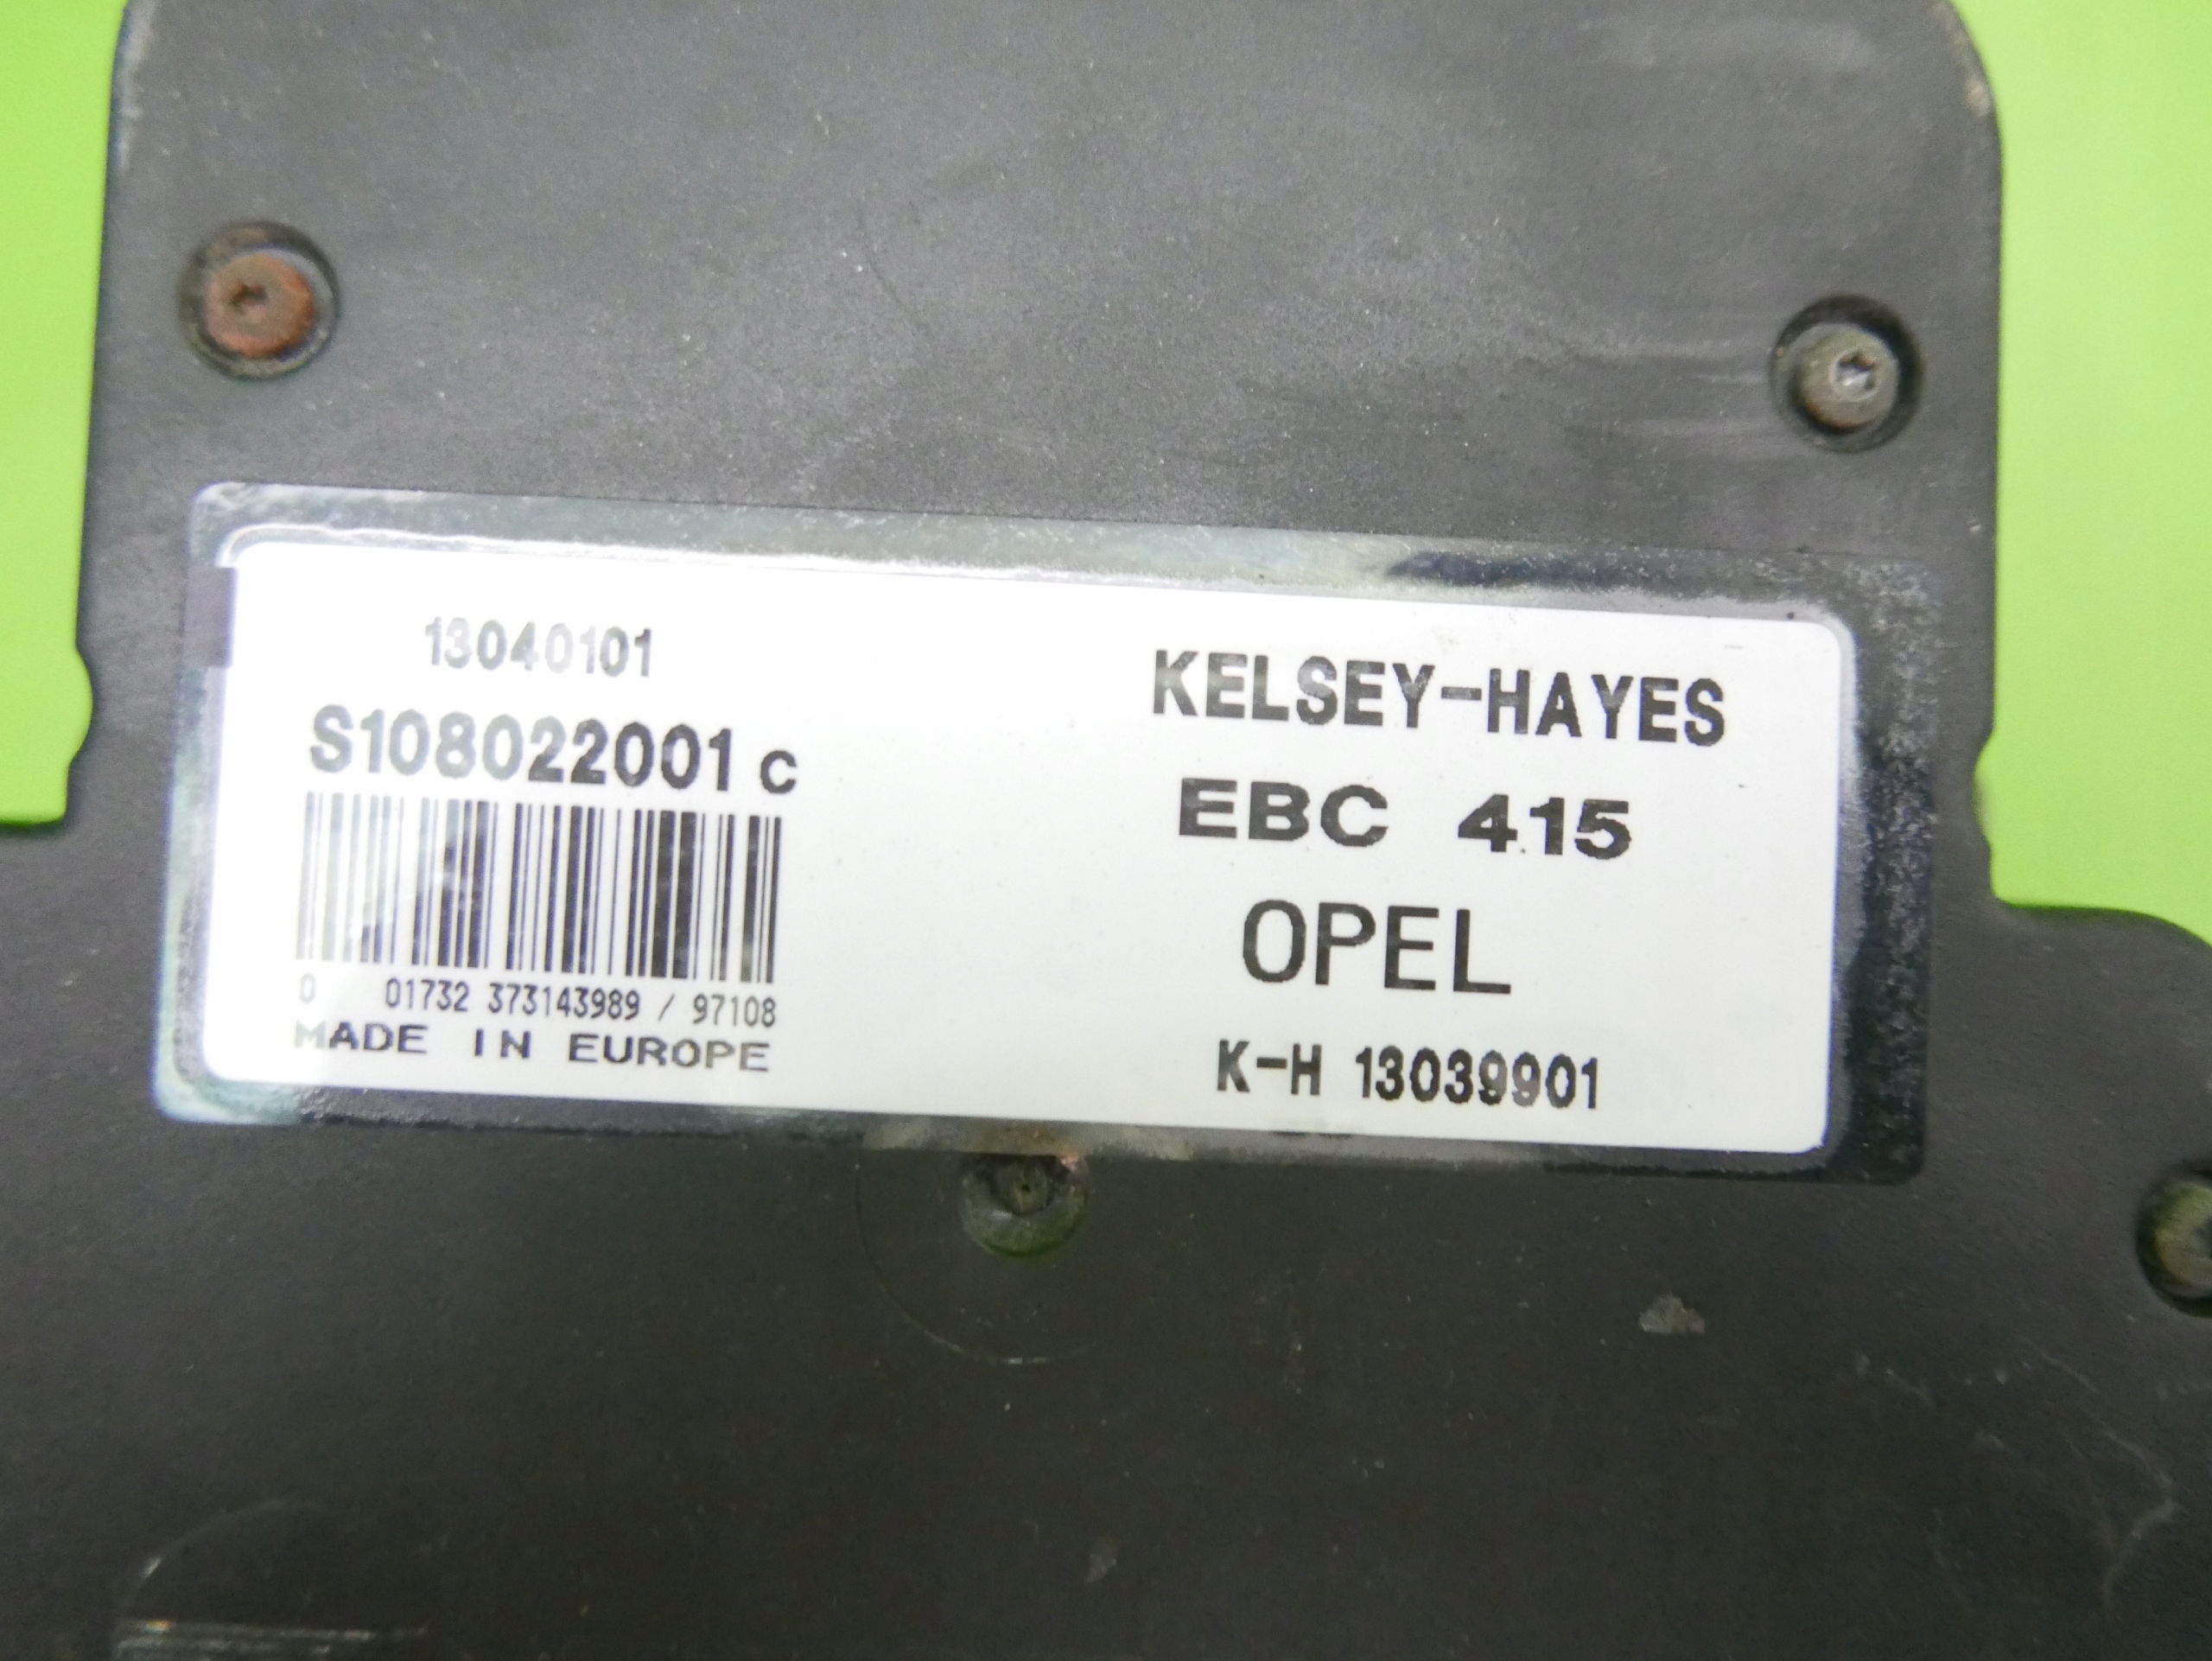 13040101
S108022001 C
0 01732 373143989 / 97108
MADE IN EUROPE
KELSEY-HAYES
EBC 415
OPEL
K-H 13039901